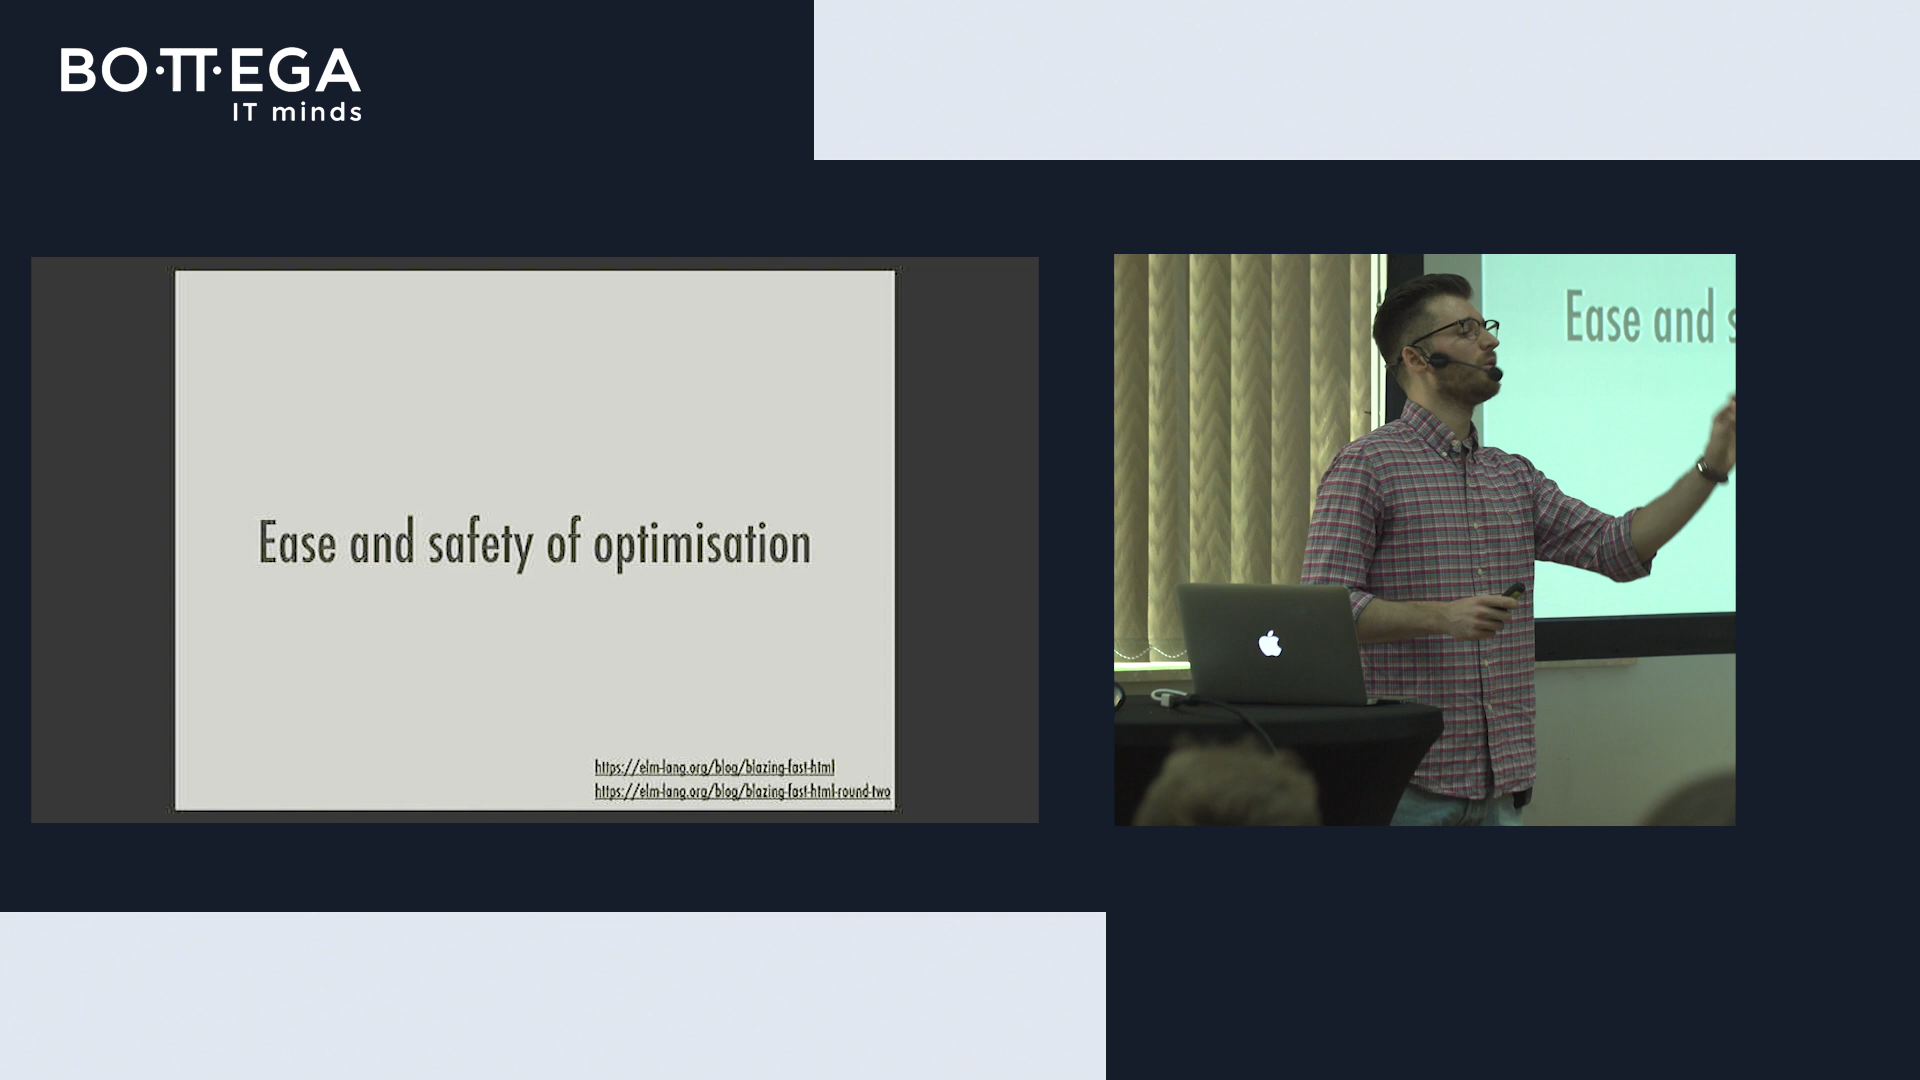 BO·TT·EGA
IT minds
Ease and safety of optimisation
https://elm-lang.org/blog/blazing-fast-html
https://elm-lang.org/blog/blazing-fast-html-round-two
Ease and s